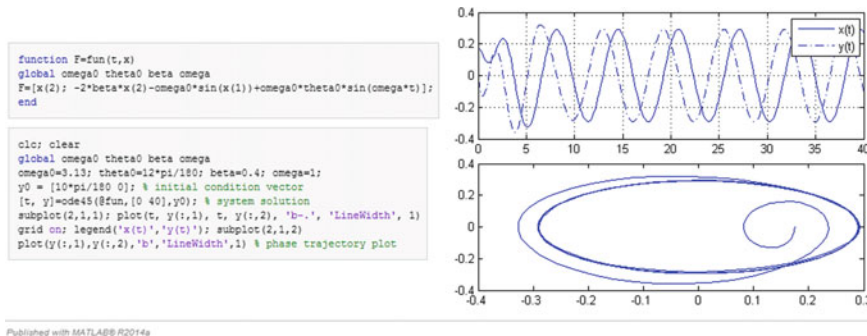 function F=fun(t,x)
global omega0 theta0 beta omega
F=[x(2); -2*beta*x(2)-omega0*sin(x(1))+omega0*theta0*sin(omega*t)];
end
clc; clear
global omega0 theta0 beta omega
omega0=3.13; theta0=12*pi/180; beta=0.4; omega=1;
y0 = [10*pi/180 0]; % initial condition vector
[t, y]=ode45(@fun,[0 40],y0); % system solution
subplot(2,1,1); plot(t, y(:,1), t, y(:,2), 'b-.', 'LineWidth', 1)
grid on; legend('x(t)','y(t)'); subplot(2,1,2)
plot(y(:,1),y(:,2),'b','LineWidth',1) % phase trajectory plot
Published with MATLAB® R2014a
0.4
0.2
0
-0.2
-0.4
0 5 10 15 20 25 30 35 40
x(t)
y(t)
0.4
0.2
0
-0.2
-0.4
-0.4 -0.3 -0.2 -0.1 0 0.1 0.2 0.3